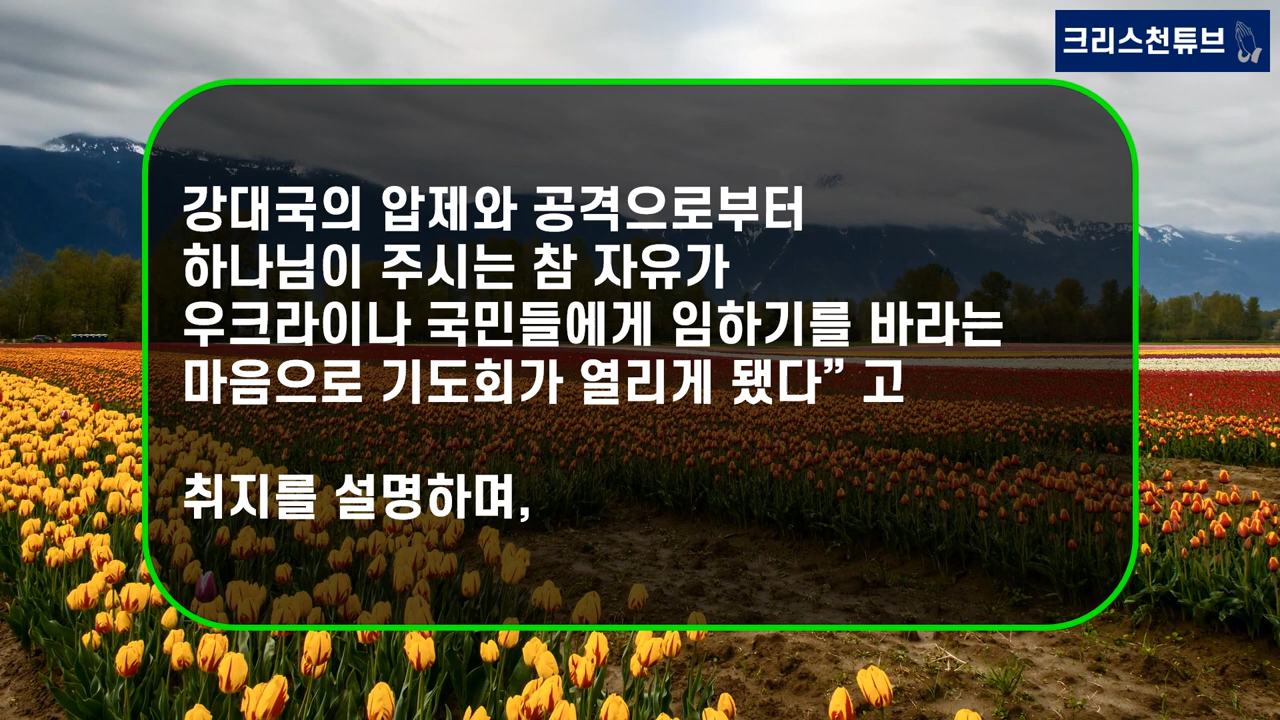 크리스천튜브
강대국의 압제와 공격으로부터
하나님이 주시는 참 자유가
우크라이나 국민들에게 임하기를 바라는
마음으로 기도회가 열리게 됐다” 고
취지를 설명하며,